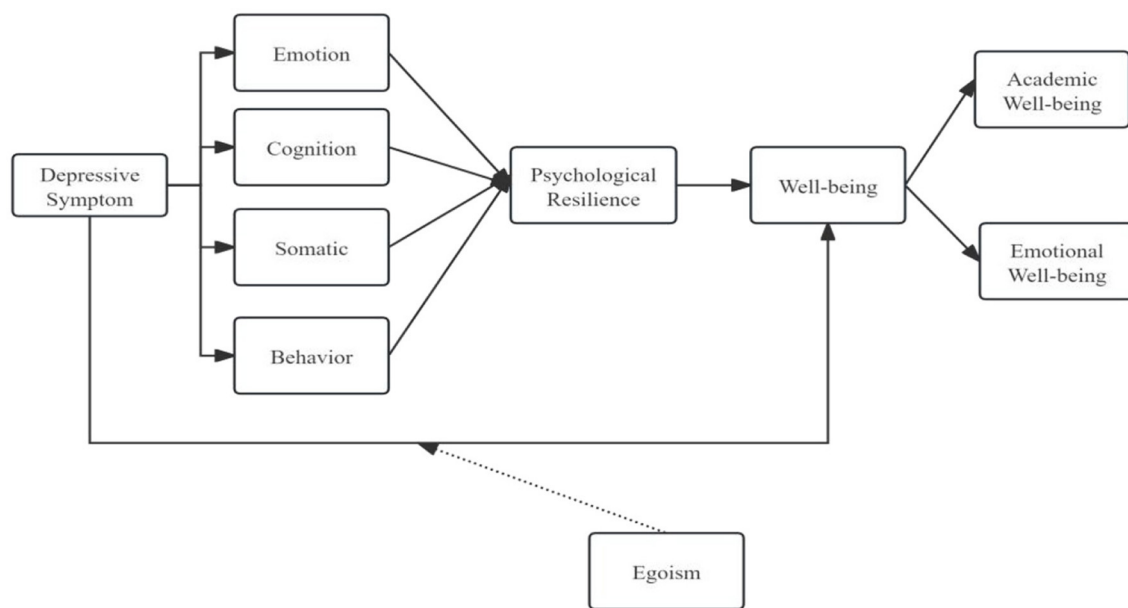 Emotion
Cognition
Somatic
Behavior
Depressive
Symptom
Psychological
Resilience
Well-being
Academic
Well-being
Emotional
Well-being
Egoism